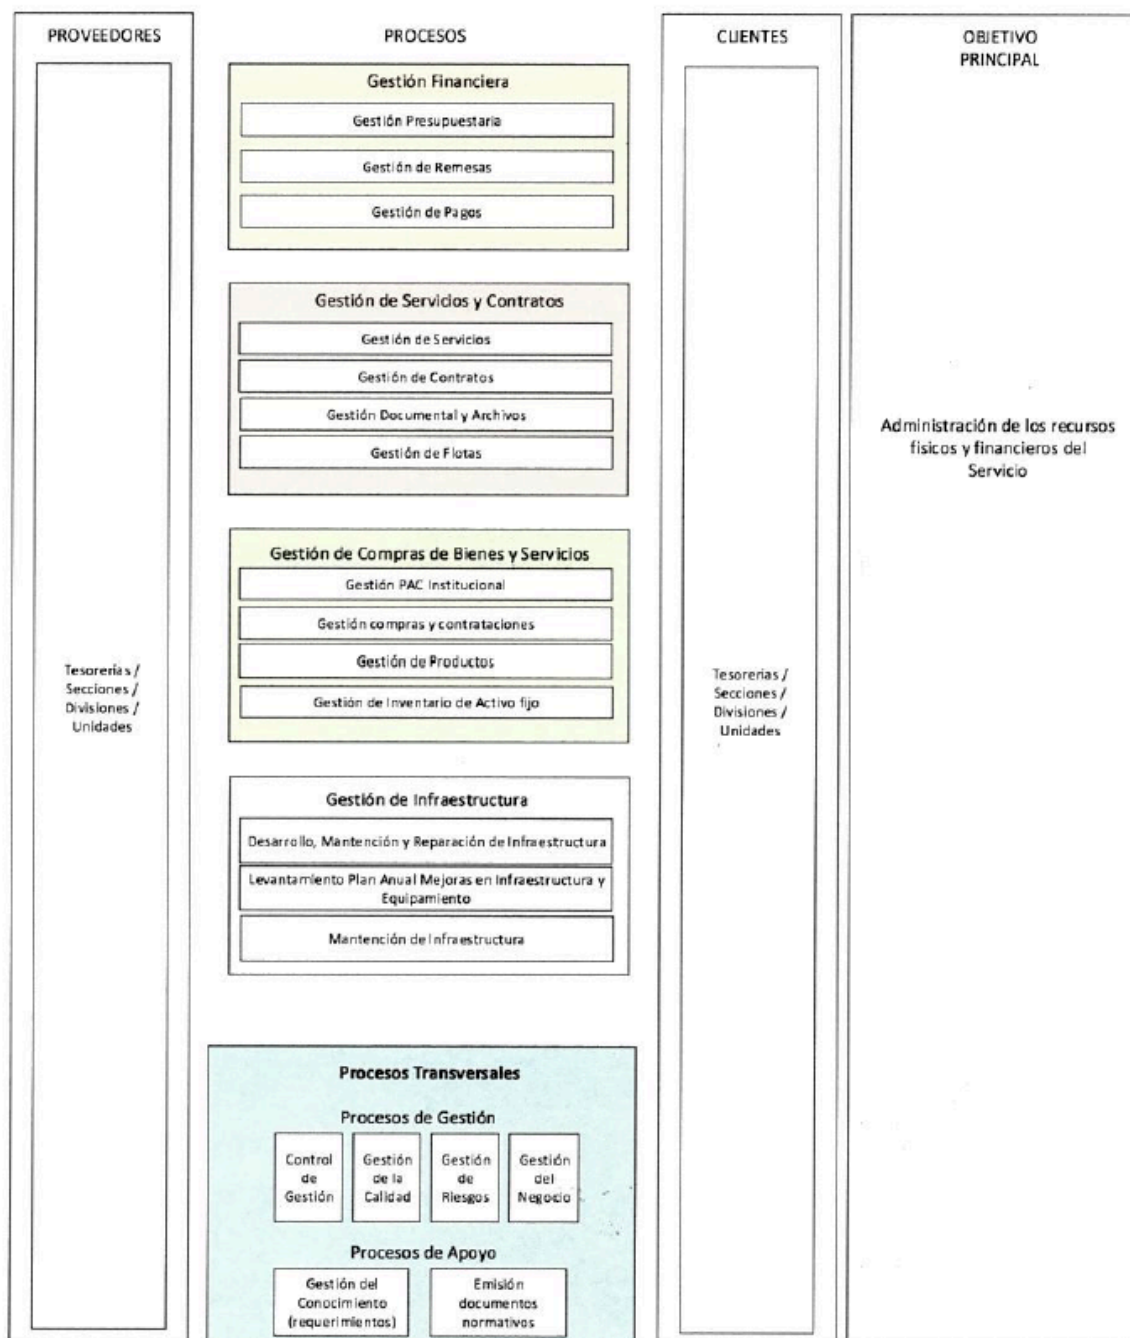 PROVEEDORES
Tesorerías /
Secciones /
Divisiones /
Unidades
PROCESOS
Gestión Financiera
Gestión Presupuestaria
Gestión de Remesas
Gestión de Pagos
Gestión de Servicios y Contratos
Gestión de Servicios
Gestión de Contratos
Gestión Documental y Archivos
Gestión de Flotas
Gestión de Compras de Bienes y Servicios
Gestión PAC Institucional
Gestión compras y contrataciones
Gestión de Productos
Gestión de Inventario de Activo fijo
Gestión de Infraestructura
Desarrollo, Mantención y Reparación de Infraestructura
Levantamiento Plan Anual Mejoras en Infraestructura y
Equipamiento
Mantención de Infraestructura
Procesos Transversales
Procesos de Gestión
Control
de
Gestión
Gestión
de la
Calidad
Gestión
de
Riesgos
Gestión
del
Negocio
Procesos de Apoyo
Gestión del
Conocimiento
(requerimientos)
Emisión
documentos
normativos
CLIENTES
Tesorerías /
Secciones /
Divisiones /
Unidades
OBJETIVO
PRINCIPAL
Administración de los recursos
físicos y financieros del
Servicio